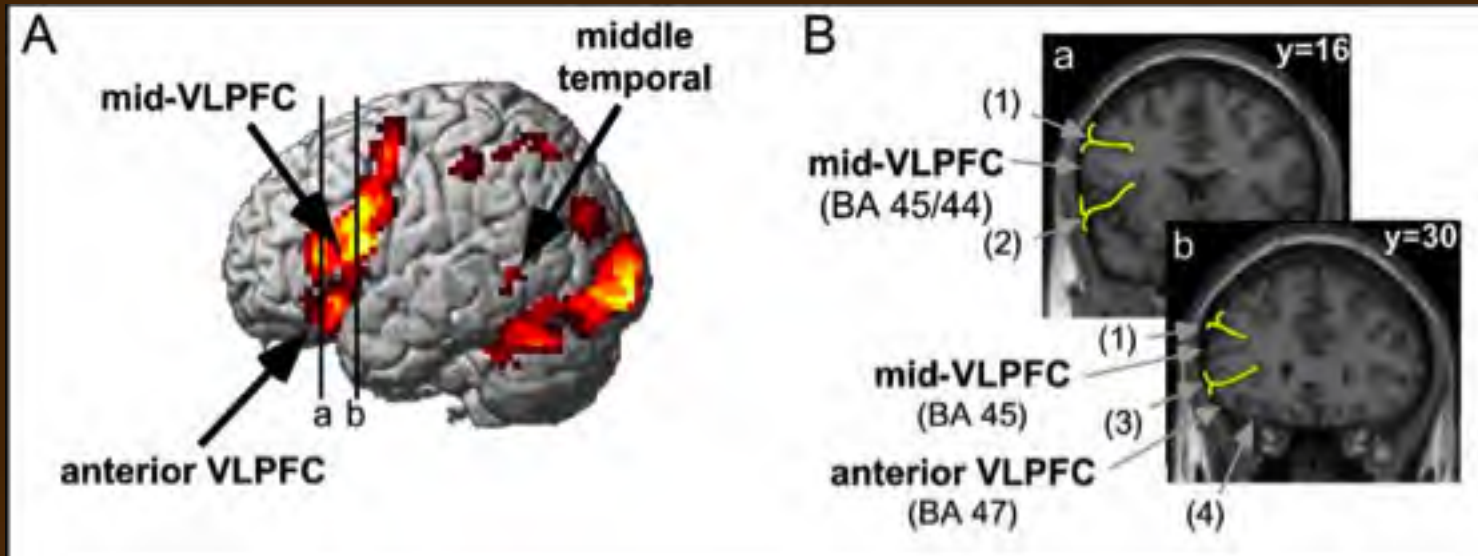 A
middle
temporal
mid-VLPFC
a
b
anterior VLPFC
B
a
y=16
(1)
mid-VLPFC
(BA 45/44)
(2)
b
y=30
(1)
mid-VLPFC
(BA 45)
(3)
anterior VLPFC
(BA 47)
(4)